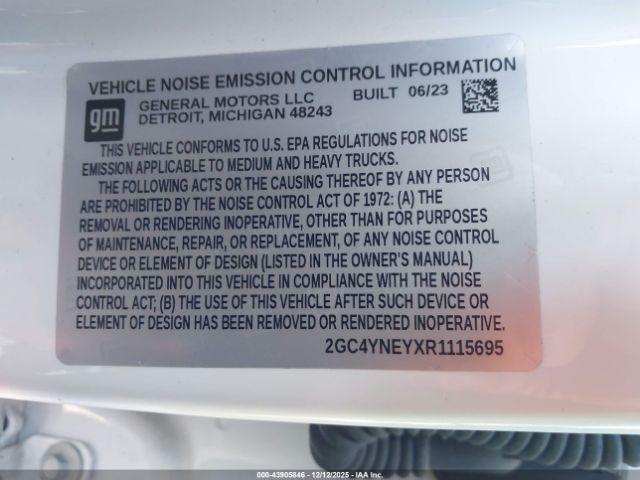 VEHICLE NOISE EMISSION CONTROL INFORMATION
gm
GENERAL MOTORS LLC BUILT 06/23
DETROIT, MICHIGAN 48243
THIS VEHICLE CONFORMS TO U.S. EPA REGULATIONS FOR NOISE
EMISSION APPLICABLE TO MEDIUM AND HEAVY TRUCKS.
THE FOLLOWING ACTS OR THE CAUSING THEREOF BY ANY PERSON
ARE PROHIBITED BY THE NOISE CONTROL ACT OF 1972: (A) THE
REMOVAL OR RENDERING INOPERATIVE, OTHER THAN FOR PURPOSES
OF MAINTENANCE, REPAIR, OR REPLACEMENT, OF ANY NOISE CONTROL
DEVICE OR ELEMENT OF DESIGN (LISTED IN THE OWNER'S MANUAL)
INCORPORATED INTO THIS VEHICLE IN COMPLIANCE WITH THE NOISE
CONTROL ACT; (B) THE USE OF THIS VEHICLE AFTER SUCH DEVICE OR
ELEMENT OF DESIGN HAS BEEN REMOVED OR RENDERED INOPERATIVE.
2GC4YNEYXR1115695
000-43905846 - 12/12/2025 - IAA Inc.